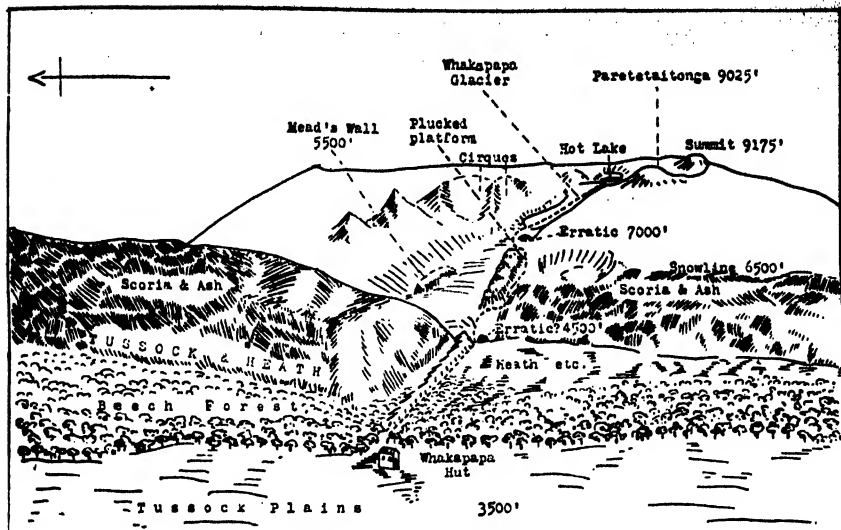 Whakapapa
Glacier
Paretetaitonga 9025'
Mead's Wall
5500'
Plucked
platform
Cirques
Hot Lake
Summit 9175'
Erratic 7000'
Snowline 6500'
Scoria & Ash
Scoria & Ash
Erratic? 4500'
TUSSOCK & HEATH
Heath etc.
Beech Forest
Whakapapa
Hut
Tussock Plains 3500'